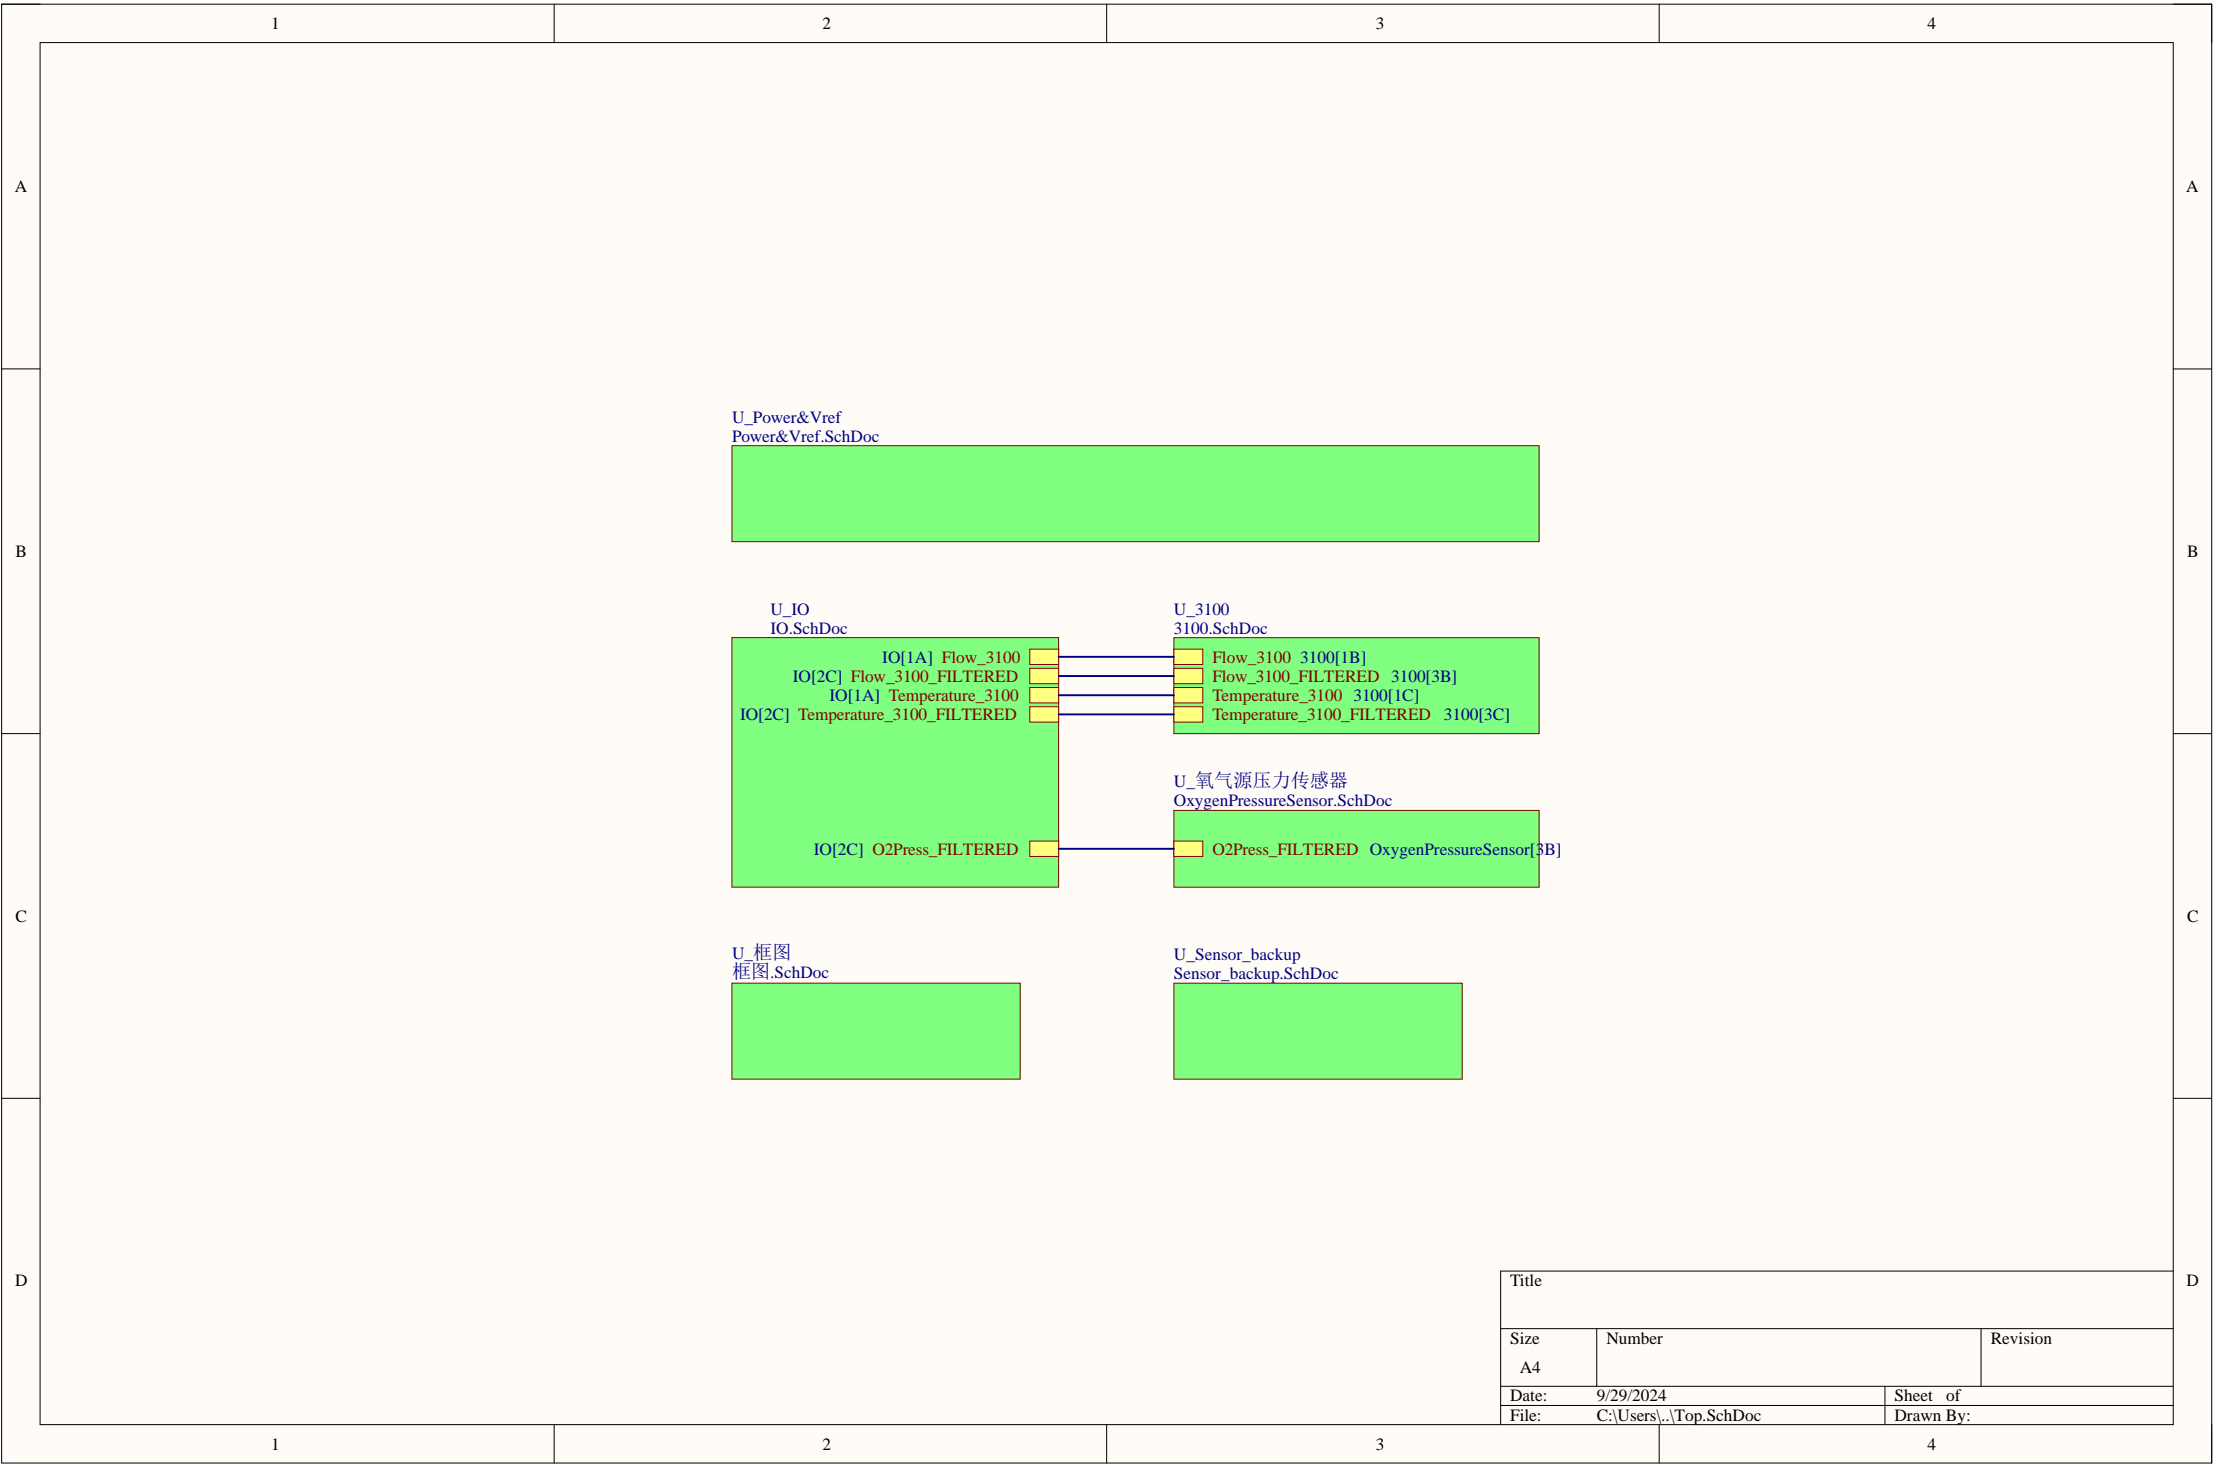 1 2 3 4
A A
U_Power&Vref
Power&Vref.SchDoc
B B
U_IO
IO.SchDoc
IO[1A] Flow_3100
IO[2C] Flow_3100_FILTERED
IO[1A] Temperature_3100
IO[2C] Temperature_3100_FILTERED
IO[2C] O2Press_FILTERED
U_3100
3100.SchDoc
Flow_3100 3100[1B]
Flow_3100_FILTERED 3100[3B]
Temperature_3100 3100[1C]
Temperature_3100_FILTERED 3100[3C]
U_氧气源压力传感器
OxygenPressureSensor.SchDoc
O2Press_FILTERED OxygenPressureSensor[3B]
C C
U_框图
框图.SchDoc
U_Sensor_backup
Sensor_backup.SchDoc
D D
Title
Size Number Revision
A4
Date: 9/29/2024 Sheet of
File: C:\Users\..\Top.SchDoc Drawn By:
1 2 3 4